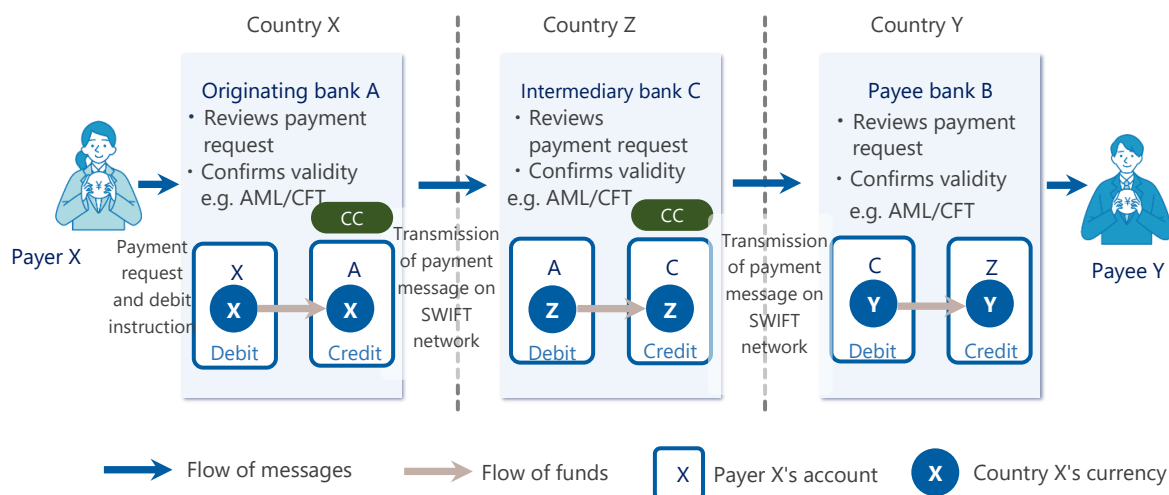 Country X
Country Z
Country Y
Originating bank A
・Reviews payment
request
・Confirms validity
e.g. AML/CFT
CC
Intermediary bank C
・Reviews
payment request
・Confirms validity
e.g. AML/CFT
CC
Payee bank B
・Reviews payment
request
・Confirms validity
e.g. AML/CFT
¥
Payer X
¥
Payee Y
Payment
request
and debit
instruction
X
X
Debit
A
X
Credit
Transmission
of payment
message on
SWIFT
network
A
Z
Debit
C
Z
Credit
Transmission
of payment
message on
SWIFT
network
C
Y
Debit
Z
Y
Credit
Flow of messages
Flow of funds
X
Payer X's account
X
Country X's currency